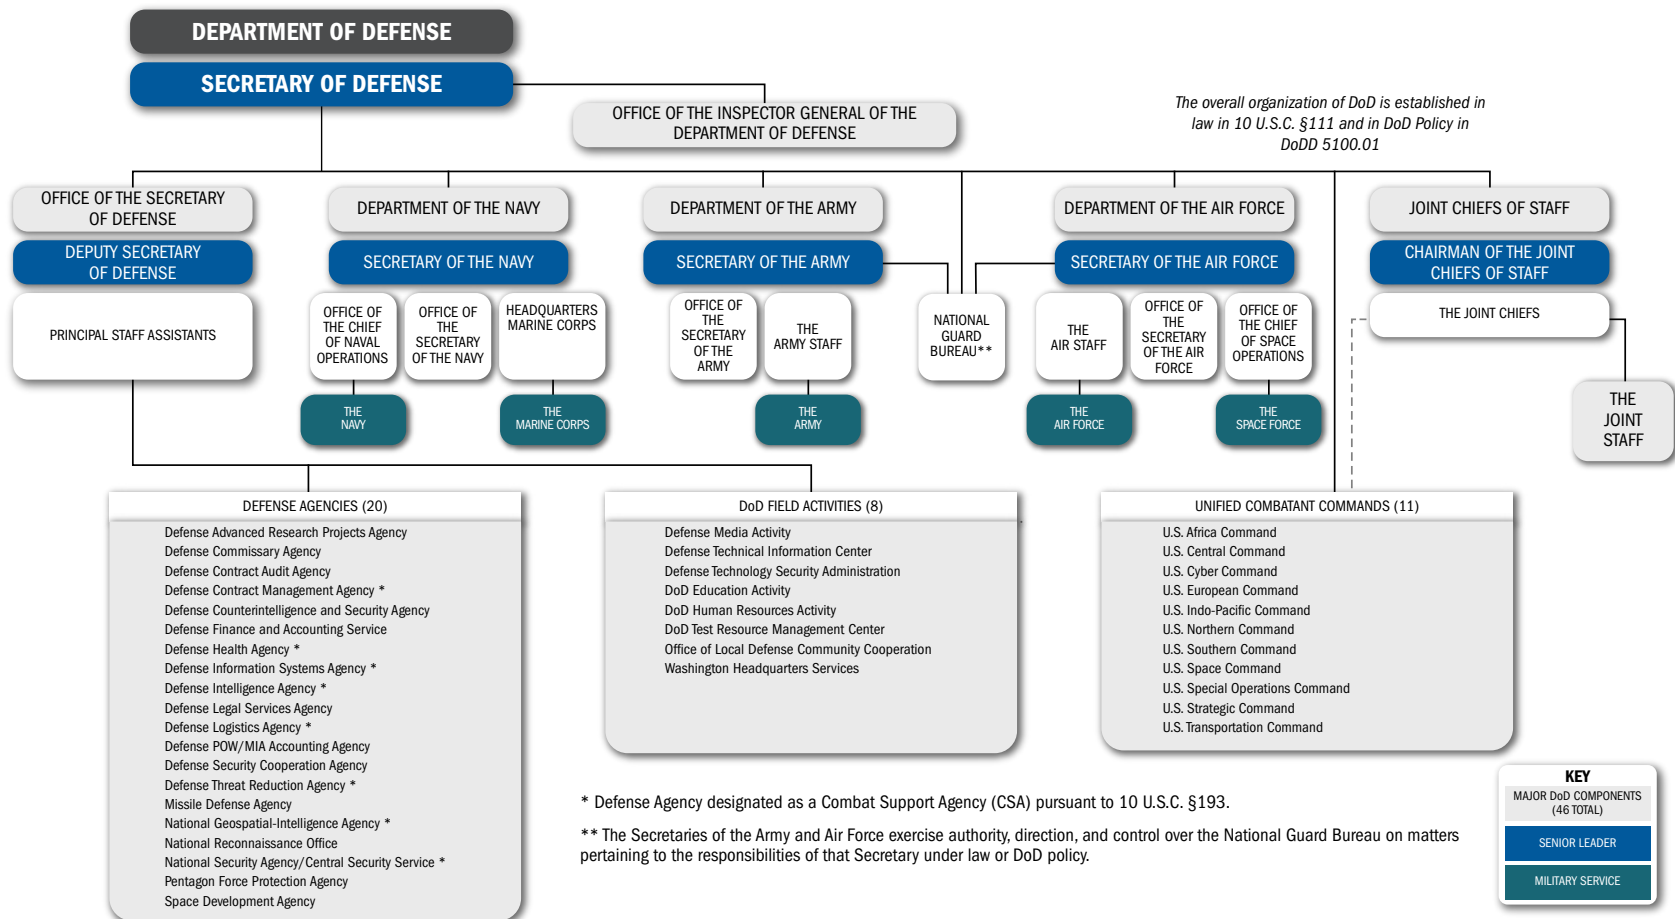 DEPARTMENT OF DEFENSE
SECRETARY OF DEFENSE
OFFICE OF THE INSPECTOR GENERAL OF THE
DEPARTMENT OF DEFENSE
The overall organization of DoD is established in
law in 10 U.S.C. §111 and in DoD Policy in
DoDD 5100.01
OFFICE OF THE SECRETARY
OF DEFENSE
DEPUTY SECRETARY
OF DEFENSE
PRINCIPAL STAFF ASSISTANTS
DEPARTMENT OF THE NAVY
SECRETARY OF THE NAVY
OFFICE OF
THE CHIEF
OF NAVAL
OPERATIONS
OFFICE OF
THE
SECRETARY
OF THE NAVY
HEADQUARTERS
MARINE CORPS
THE
NAVY
THE
MARINE CORPS
DEPARTMENT OF THE ARMY
SECRETARY OF THE ARMY
OFFICE OF
THE
SECRETARY
OF THE
ARMY
THE
ARMY STAFF
THE
ARMY
NATIONAL
GUARD
BUREAU**
DEPARTMENT OF THE AIR FORCE
SECRETARY OF THE AIR FORCE
THE
AIR STAFF
OFFICE OF
THE
SECRETARY
OF THE AIR
FORCE
OFFICE OF
THE CHIEF
OF SPACE
OPERATIONS
THE
AIR FORCE
THE
SPACE FORCE
JOINT CHIEFS OF STAFF
CHAIRMAN OF THE JOINT
CHIEFS OF STAFF
THE JOINT CHIEFS
THE
JOINT
STAFF
DEFENSE AGENCIES (20)
Defense Advanced Research Projects Agency
Defense Commissary Agency
Defense Contract Audit Agency
Defense Contract Management Agency *
Defense Counterintelligence and Security Agency
Defense Finance and Accounting Service
Defense Health Agency *
Defense Information Systems Agency *
Defense Intelligence Agency *
Defense Legal Services Agency
Defense Logistics Agency *
Defense POW/MIA Accounting Agency
Defense Security Cooperation Agency
Defense Threat Reduction Agency *
Missile Defense Agency
National Geospatial-Intelligence Agency *
National Reconnaissance Office
National Security Agency/Central Security Service *
Pentagon Force Protection Agency
Space Development Agency
DoD FIELD ACTIVITIES (8)
Defense Media Activity
Defense Technical Information Center
Defense Technology Security Administration
DoD Education Activity
DoD Human Resources Activity
DoD Test Resource Management Center
Office of Local Defense Community Cooperation
Washington Headquarters Services
UNIFIED COMBATANT COMMANDS (11)
U.S. Africa Command
U.S. Central Command
U.S. Cyber Command
U.S. European Command
U.S. Indo-Pacific Command
U.S. Northern Command
U.S. Southern Command
U.S. Space Command
U.S. Special Operations Command
U.S. Strategic Command
U.S. Transportation Command
* Defense Agency designated as a Combat Support Agency (CSA) pursuant to 10 U.S.C. §193.
** The Secretaries of the Army and Air Force exercise authority, direction, and control over the National Guard Bureau on matters
pertaining to the responsibilities of that Secretary under law or DoD policy.
KEY
MAJOR DoD COMPONENTS
(46 TOTAL)
SENIOR LEADER
MILITARY SERVICE